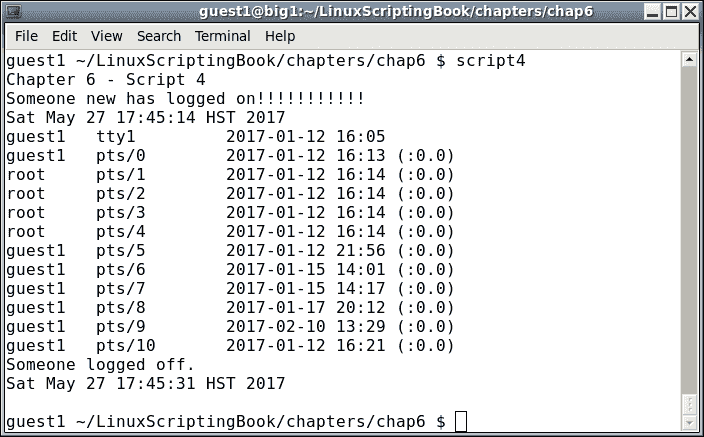 guest1@big1:~/LinuxScriptingBook/chapters/chap6
File Edit View Search Terminal Help
guest1 ~/LinuxScriptingBook/chapters/chap6 $ script4
Chapter 6 - Script 4
Someone new has logged on!!!!!!!!!!!
Sat May 27 17:45:14 HST 2017
guest1   tty1         2017-01-12 16:05
guest1   pts/0        2017-01-12 16:13 (:0.0)
root     pts/1        2017-01-12 16:14 (:0.0)
root     pts/2        2017-01-12 16:14 (:0.0)
root     pts/3        2017-01-12 16:14 (:0.0)
root     pts/4        2017-01-12 16:14 (:0.0)
guest1   pts/5        2017-01-12 21:56 (:0.0)
guest1   pts/6        2017-01-15 14:01 (:0.0)
guest1   pts/7        2017-01-15 14:17 (:0.0)
guest1   pts/8        2017-01-17 20:12 (:0.0)
guest1   pts/9        2017-02-10 13:29 (:0.0)
guest1   pts/10       2017-01-12 16:21 (:0.0)
Someone logged off.
Sat May 27 17:45:31 HST 2017
guest1 ~/LinuxScriptingBook/chapters/chap6 $